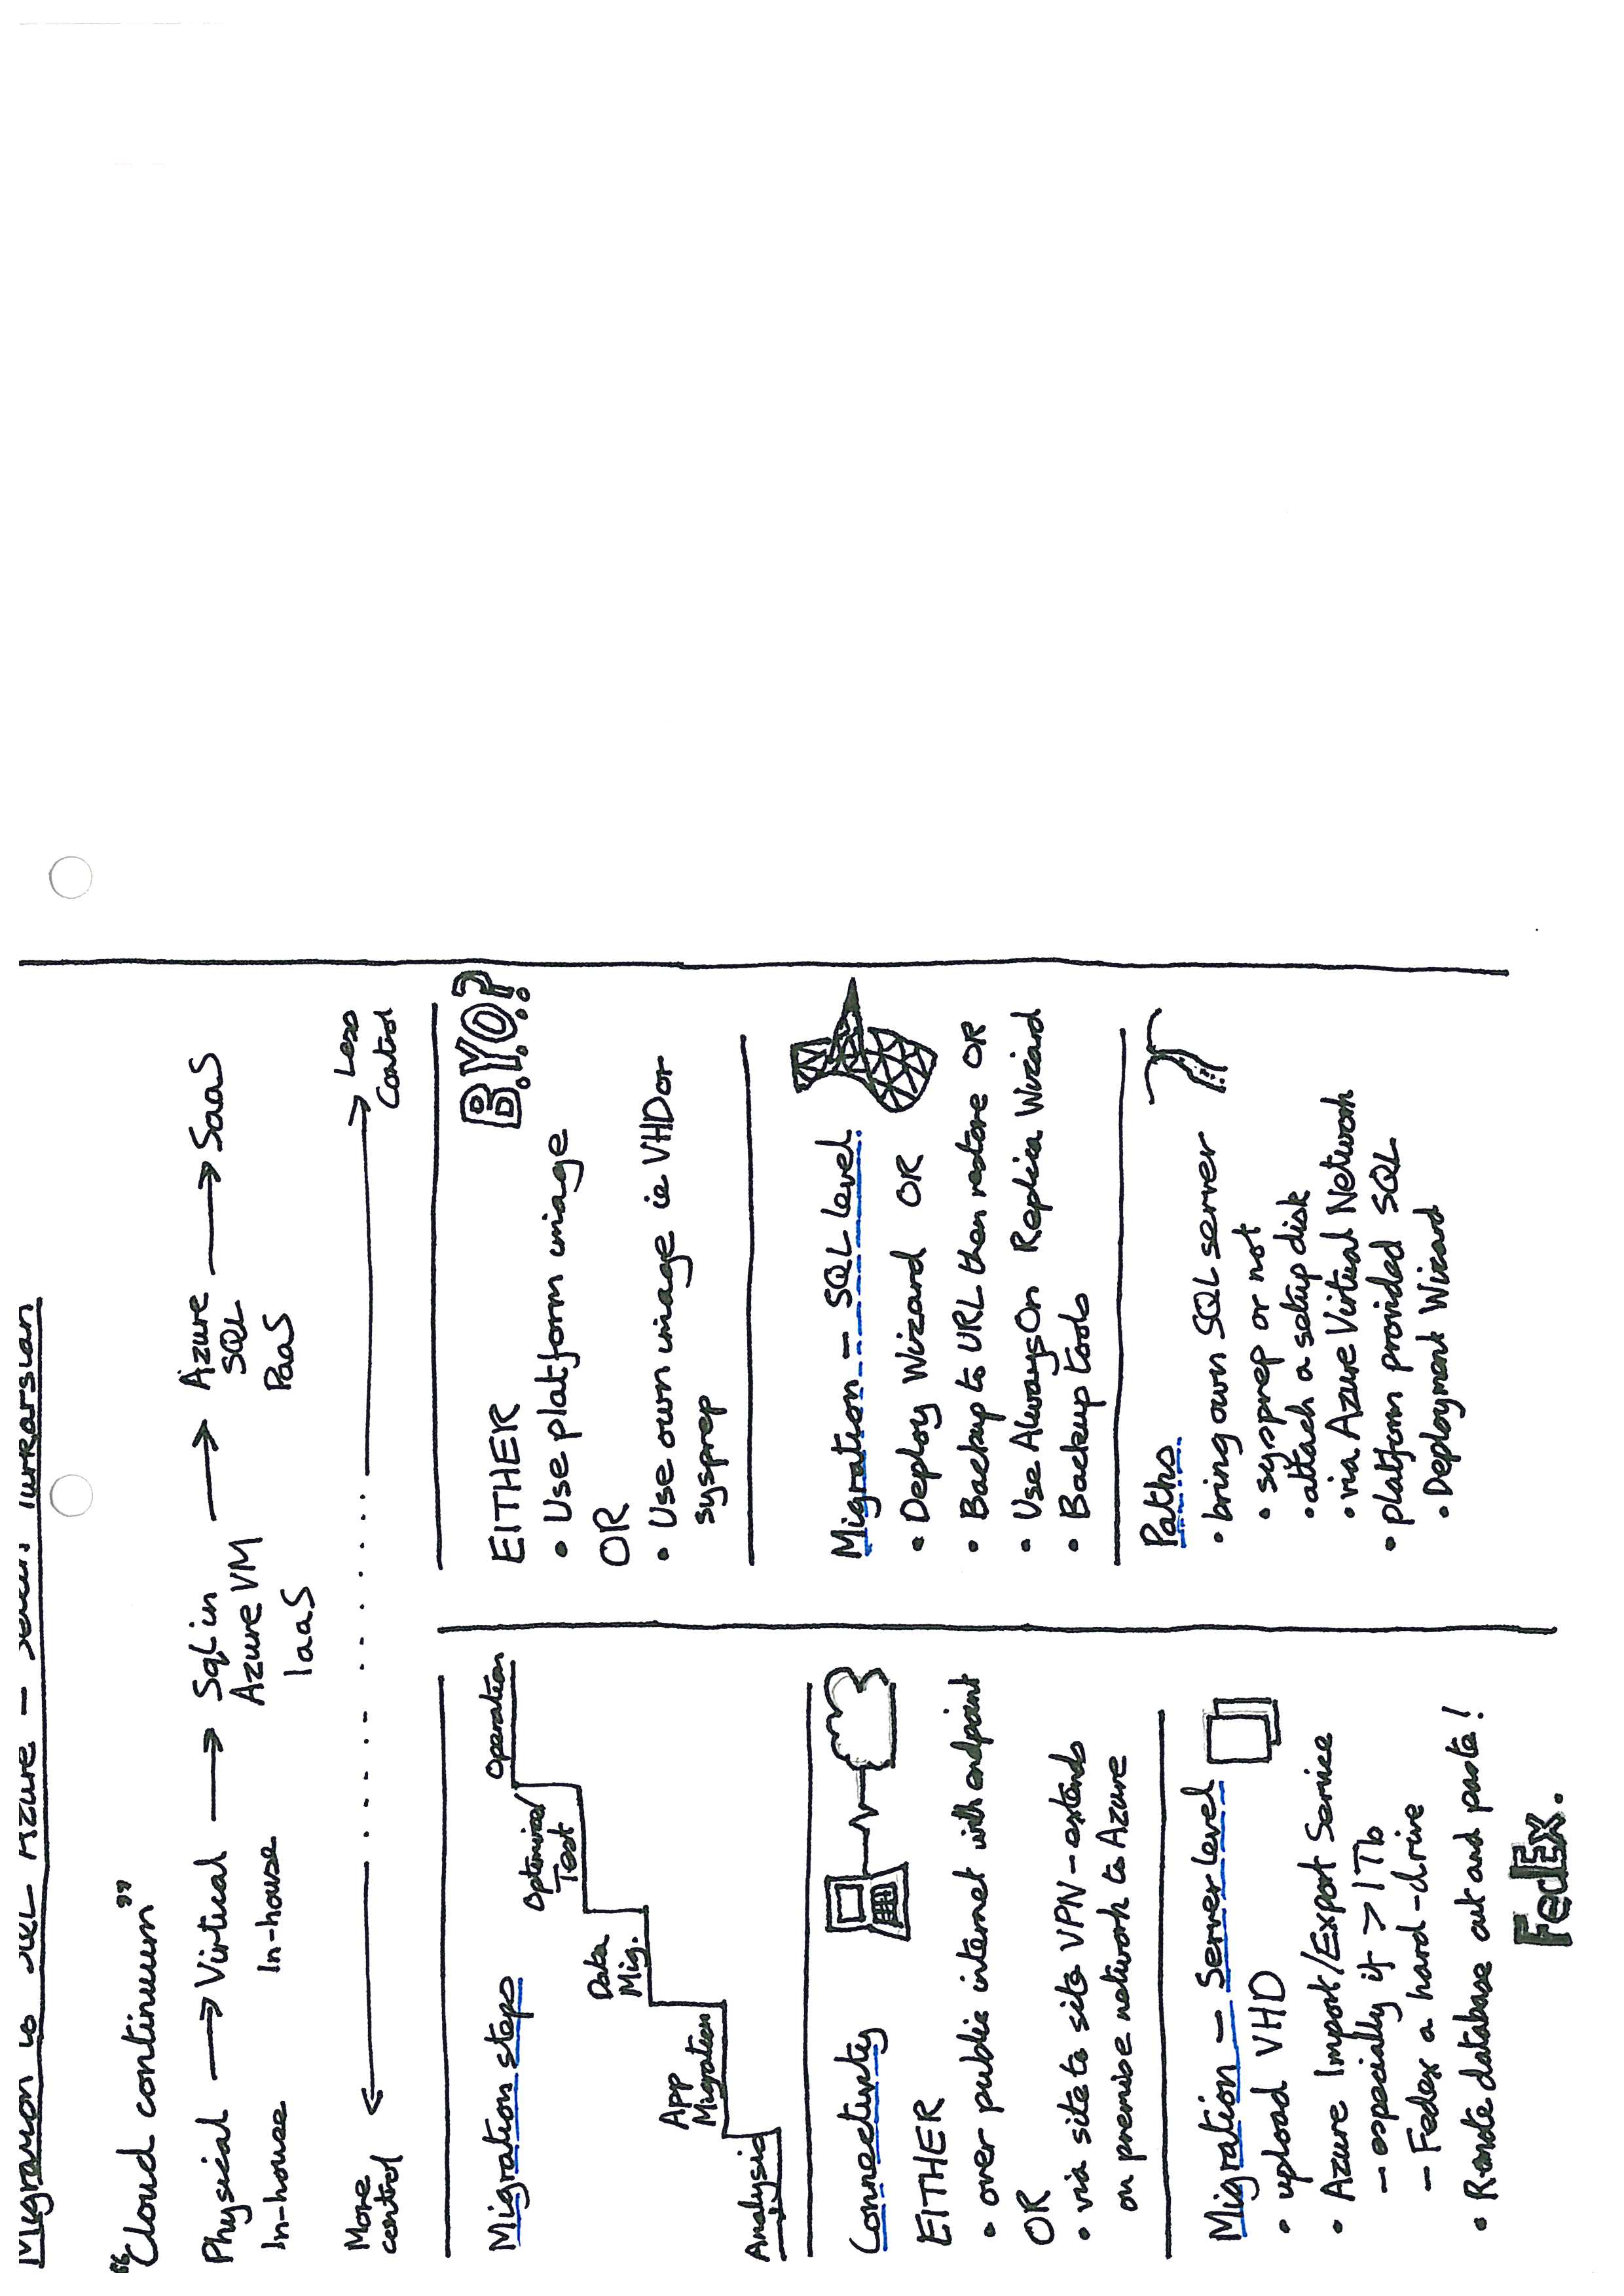 Migration to SQL Azure – Turkarslan
"Cloud continuum"
Physical → Virtical → Sql in → Azure → SaaS
Azure VM
SQL
In-house
In-house
IaaS
PaaS
More
control
Less
Control
Migration steps
Operation
Optimised/
Test
Data
Mig.
App
Migration
Analysis
Connectivity
EITHER
• over public internet with endpoint
OR
• via site to site VPN – extends
on premise network to Azure
Migration – Server level
• upload VHD
• Azure Import/Export Service
– especially if > 1Tb
– Fedex a hard-drive
• Remote database cut and paste!
FedEx.
B.Y.O.?
EITHER
• Use platform image
OR
• Use own image ie VHD or
sysprep
Migration – SQL level
• Deploy Wizard OR
• Backup to URL then restore OR
• Use AlwaysOn Replica Wizard
• Backup tools
Paths
• bring own SQL server
• sysprep or not
• attach a setup disk
• via Azure Virtual Network
• platform provided SQL
• Deployment Wizard